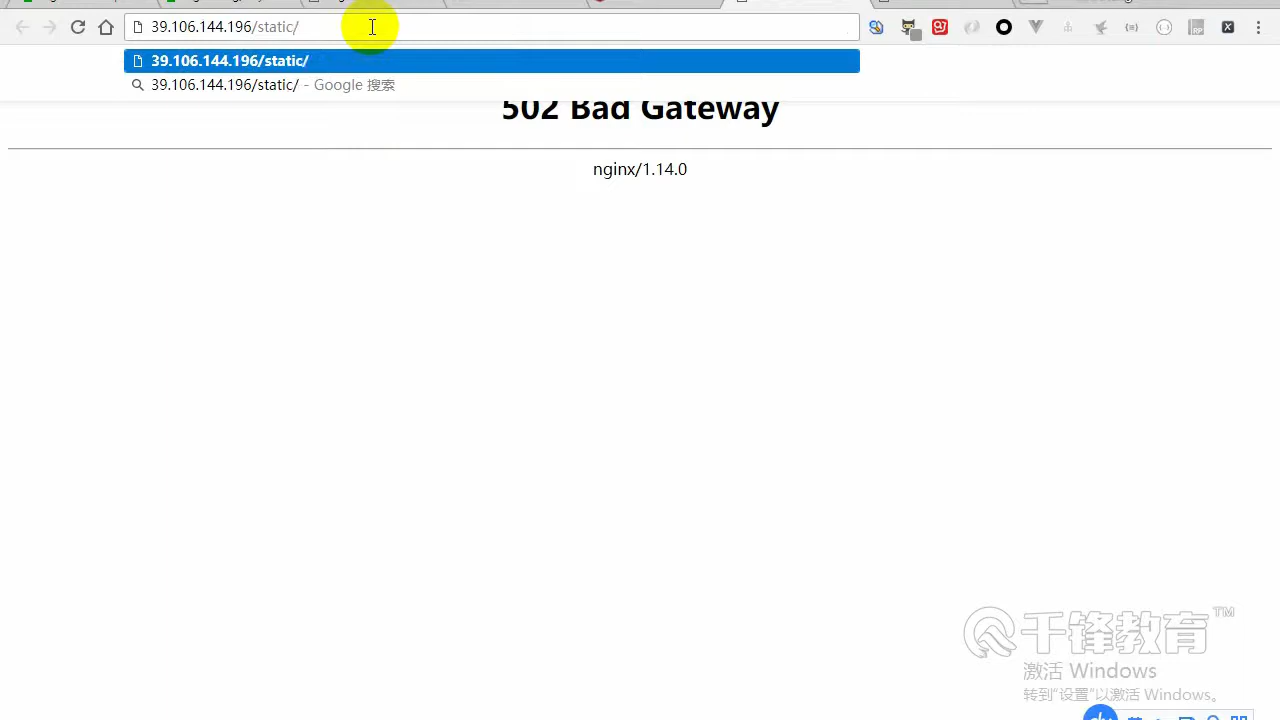 39.106.144.196/static/
39.106.144.196/static/
39.106.144.196/static/ - Google 搜索
502 Bad Gateway
nginx/1.14.0
千锋教育™
激活 Windows
转到“设置”以激活 Windows。